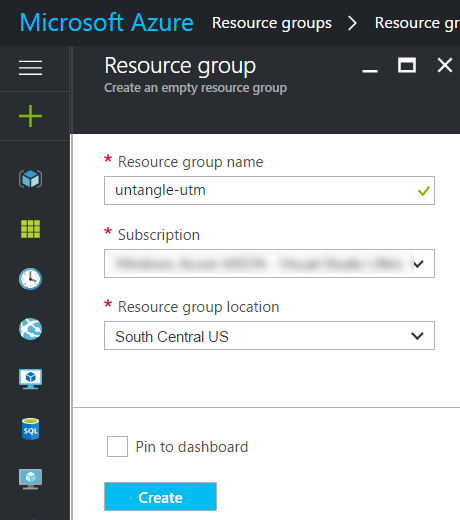 Microsoft Azure Resource groups > Resource gr
Resource group
Create an empty resource group
* Resource group name
untangle-utm
* Subscription
* Resource group location
South Central US
SQL
Pin to dashboard
Create